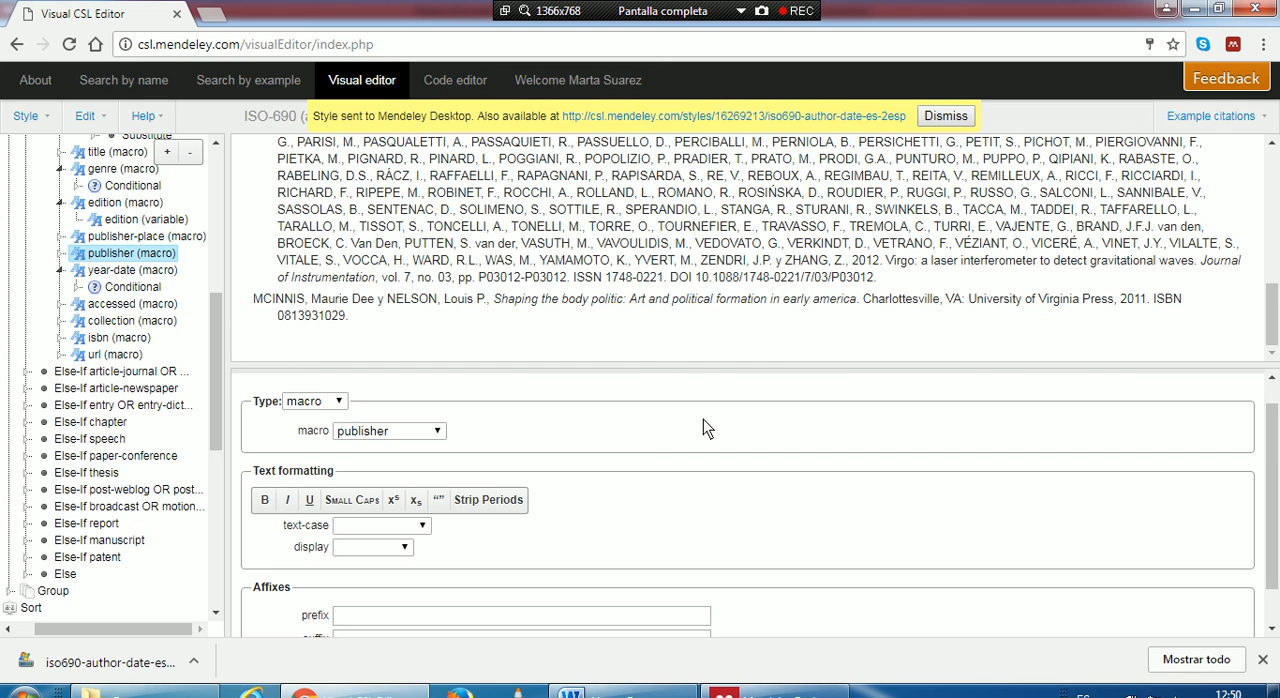 1366x768 Pantalla completa REC
Visual CSL Editor
csl.mendeley.com/visualEditor/index.php
About Search by name Search by example Visual editor Code editor Welcome Marta Suarez Feedback
Style Edit Help ISO-690 ( Style sent to Mendeley Desktop. Also available at http://csl.mendeley.com/styles/16269213/iso690-author-date-es-2esp Dismiss Example citations
Substitute
title (macro) + -
genre (macro)
Conditional
edition (macro)
edition (variable)
publisher-place (macro)
publisher (macro)
year-date (macro)
Conditional
accessed (macro)
collection (macro)
isbn (macro)
url (macro)
Else-If article-journal OR ...
Else-If article-newspaper
Else-If entry OR entry-dict...
Else-If chapter
Else-If speech
Else-If paper-conference
Else-If thesis
Else-If post-weblog OR post...
Else-If broadcast OR motion...
Else-If report
Else-If manuscript
Else-If patent
Else
Group
Sort
G., PARISI, M., PASQUALETTI, A., PASSAQUIETI, R., PASSUELLO, D., PERCIBALLI, M., PERNIOLA, B., PERSICHETTI, G., PETIT, S., PICHOT, M., PIERGIOVANNI, F.,
PIETKA, M., PIGNARD, R., PINARD, L., POGGIANI, R., POPOLIZIO, P., PRADIER, T., PRATO, M., PRODI, G.A., PUNTURO, M., PUPPO, P., QIPIANI, K., RABASTE, O.,
RABELING, D.S., RÁCZ, I., RAFFAELLI, F., RAPAGNANI, P., RAPISARDA, S., RE, V., REBOUX, A., REGIMBAU, T., REITA, V., REMILLEUX, A., RICCI, F., RICCIARDI, I.,
RICHARD, F., RIPEPE, M., ROBINET, F., ROCCHI, A., ROLLAND, L., ROMANO, R., ROSIŃSKA, D., ROUDIER, P., RUGGI, P., RUSSO, G., SALCONI, L., SANNIBALE, V.,
SASSOLAS, B., SENTENAC, D., SOLIMENO, S., SOTTILE, R., SPERANDIO, L., STANGA, R., STURANI, R., SWINKELS, B., TACCA, M., TADDEI, R., TAFFARELLO, L.,
TARALLO, M., TISSOT, S., TONCELLI, A., TONELLI, M., TORRE, O., TOURNEFIER, E., TRAVASSO, F., TREMOLA, C., TURRI, E., VAJENTE, G., BRAND, J.F.J. van den,
BROECK, C. Van Den, PUTTEN, S. van der, VASUTH, M., VAVOULIDIS, M., VEDOVATO, G., VERKINDT, D., VETRANO, F., VÉZIANT, O., VICERÉ, A., VINET, J.Y., VILALTE, S.,
VITALE, S., VOCCA, H., WARD, R.L., WAS, M., YAMAMOTO, K., YVERT, M., ZENDRI, J.P. y ZHANG, Z., 2012. Virgo: a laser interferometer to detect gravitational waves. Journal
of Instrumentation, vol. 7, no. 03, pp. P03012-P03012. ISSN 1748-0221. DOI 10.1088/1748-0221/7/03/P03012.
MCINNIS, Maurie Dee y NELSON, Louis P., Shaping the body politic: Art and political formation in early america. Charlottesville, VA: University of Virginia Press, 2011. ISBN
0813931029.
Type: macro
macro publisher
Text formatting
B I U SMALL CAPS xs xs “” Strip Periods
text-case
display
Affixes
prefix
iso690-author-date-es... Mostrar todo
ES 12:50